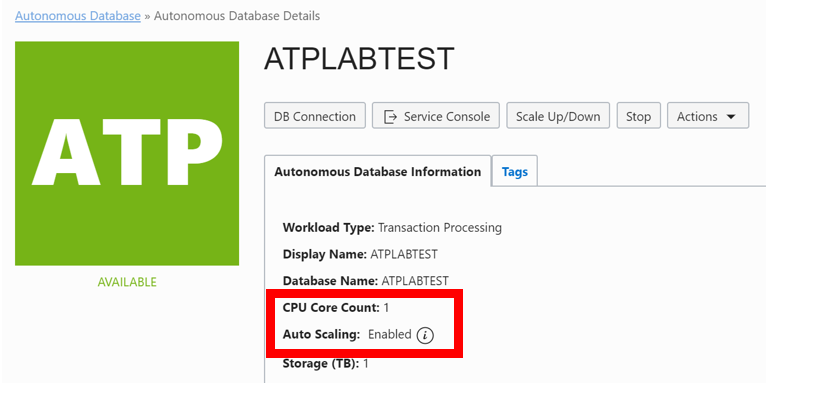 Autonomous Database » Autonomous Database Details
ATP
AVAILABLE
ATPLABTEST
DB Connection Service Console Scale Up/Down Stop Actions
Autonomous Database Information Tags
Workload Type: Transaction Processing
Display Name: ATPLABTEST
Database Name: ATPLABTEST
CPU Core Count: 1
Auto Scaling: Enabled i
Storage (TB): 1